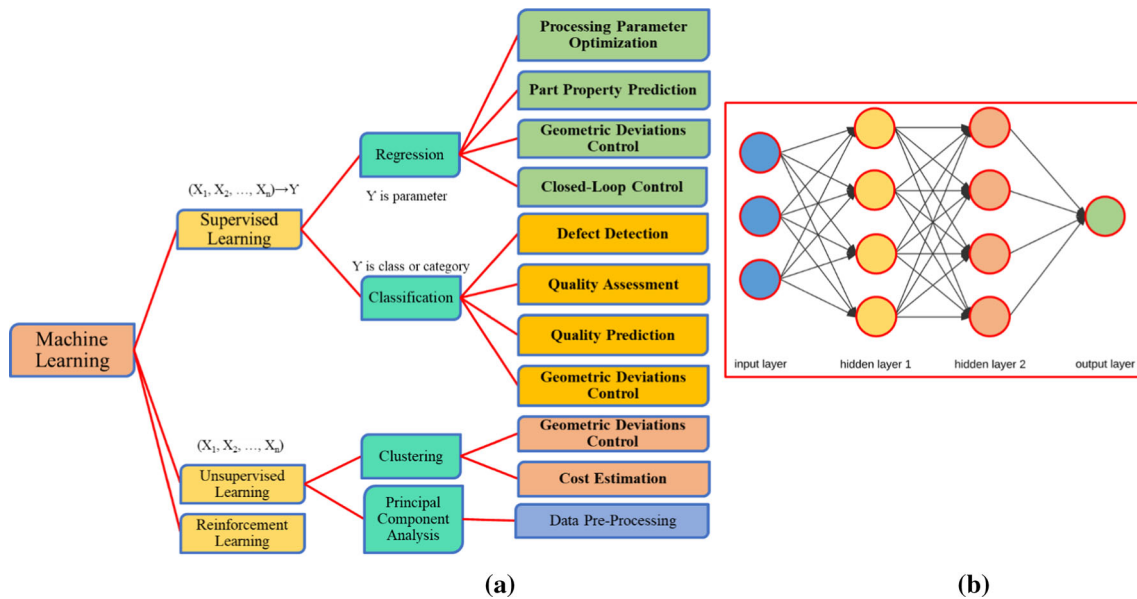 Processing Parameter
Optimization
Part Property Prediction
Geometric Deviations
Control
Closed-Loop Control
Regression
Y is parameter
(X₁, X₂, …, Xₙ)→Y
Supervised
Learning
Defect Detection
Quality Assessment
Quality Prediction
Geometric Deviations
Control
Y is class or category
Classification
Machine
Learning
(X₁, X₂, …, Xₙ)
Unsupervised
Learning
Reinforcement
Learning
Clustering
Principal
Component
Analysis
Geometric Deviations
Control
Cost Estimation
Data Pre-Processing
(a)
input layer
hidden layer 1
hidden layer 2
output layer
(b)